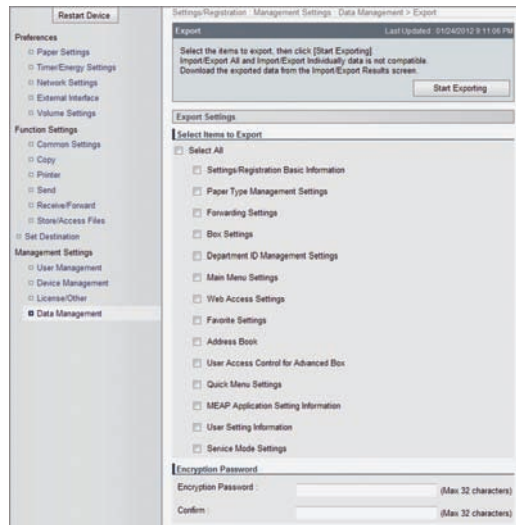 Restart Device
Preferences
Paper Settings
Timer/Energy Settings
Network Settings
External Interface
Volume Settings
Function Settings
Common Settings
Copy
Printer
Send
Receive/Forward
Store/Access Files
Set Destination
Management Settings
User Management
Device Management
License/Other
Data Management
Settings/Registration : Management Settings : Data Management > Export
Export Last Updated : 01/24/2012 9:11:06 PM
Select the items to export, then click [Start Exporting].
Import/Export All and Import/Export Individually data is not compatible.
Download the exported data from the Import/Export Results screen.
Start Exporting
Export Settings
Select Items to Export
Select All
Settings/Registration Basic Information
Paper Type Management Settings
Forwarding Settings
Box Settings
Department ID Management Settings
Main Menu Settings
Web Access Settings
Favorite Settings
Address Book
User Access Control for Advanced Box
Quick Menu Settings
MEAP Application Setting Information
User Setting Information
Service Mode Settings
Encryption Password
Encryption Password : (Max 32 characters)
Confirm : (Max 32 characters)